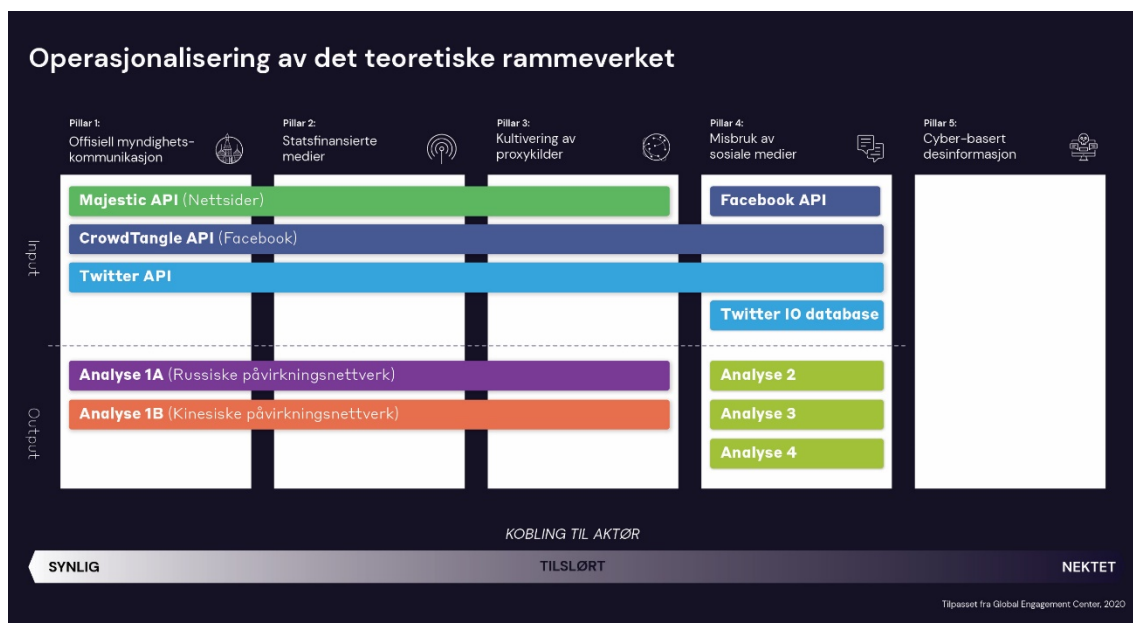 Operasjonalisering av det teoretiske rammeverket
Pillar 1:
Offisiell myndighets-
kommunikasjon
Pillar 2:
Statsfinansierte
medier
Pillar 3:
Kultivering av
proxykilder
Pillar 4:
Misbruk av
sosiale medier
Pillar 5:
Cyber-basert
desinformasjon
Input
Majestic API (Nettsider)
Facebook API
CrowdTangle API (Facebook)
Twitter API
Twitter IO database
Output
Analyse 1A (Russiske påvirkningsnettverk)
Analyse 2
Analyse 1B (Kinesiske påvirkningsnettverk)
Analyse 3
Analyse 4
KOBLING TIL AKTØR
SYNLIG
TILSLØRT
NEKTET
Tilpasset fra Global Engagement Center, 2020